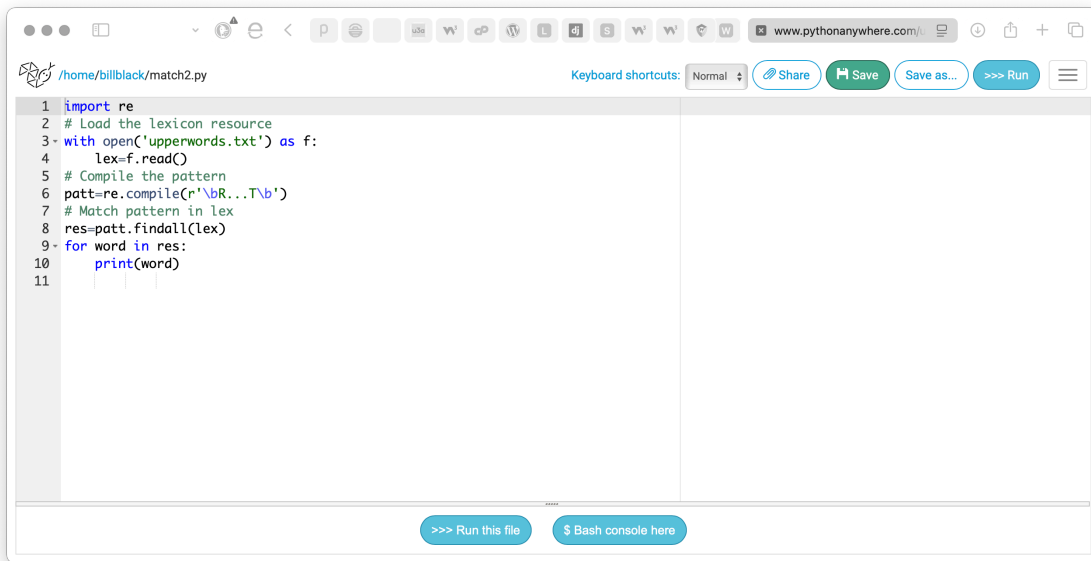 www.pythonanywhere.com/u
/home/billblack/match2.py
Keyboard shortcuts: Normal Share Save Save as... >>> Run
1 import re
2 # Load the lexicon resource
3 with open('upperwords.txt') as f:
4     lex=f.read()
5 # Compile the pattern
6 patt=re.compile(r'\bR...T\b')
7 # Match pattern in lex
8 res=patt.findall(lex)
9 for word in res:
10     print(word)
11
>>> Run this file $ Bash console here